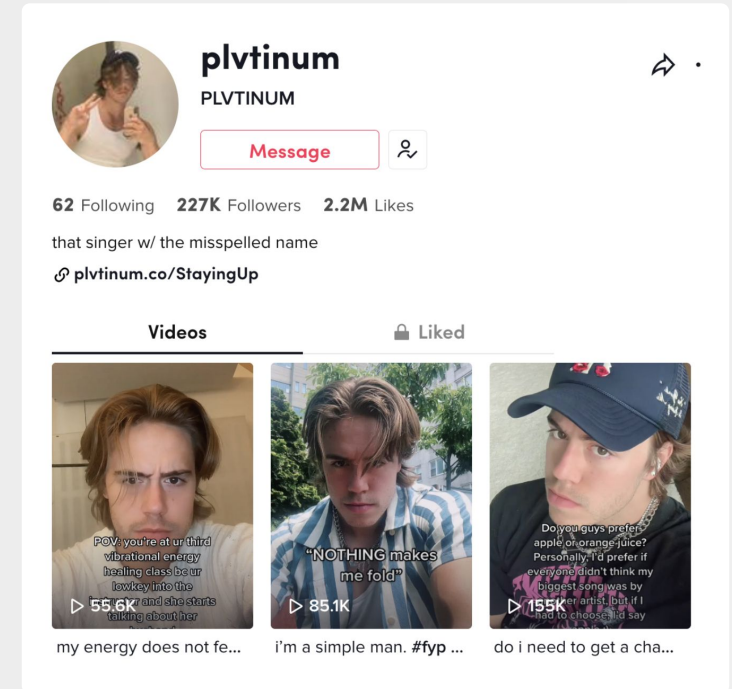 plvtinum
PLVTINUM
Message
62 Following 227K Followers 2.2M Likes
that singer w/ the misspelled name
plvtinum.co/StayingUp
Videos
Liked
POV: you're at ur third
vibrational energy
healing class bc ur
lowkey into the
and she starts
talking about her
55.6K
my energy does not fe...
"NOTHING makes
me fold"
85.1K
i'm a simple man. #fyp ...
Do you guys prefer
apple or orange juice?
Personally, I'd prefer if
everyone didn't think my
biggest song was by
artist, but if I
had to choose, I'd say
155K
do i need to get a cha...